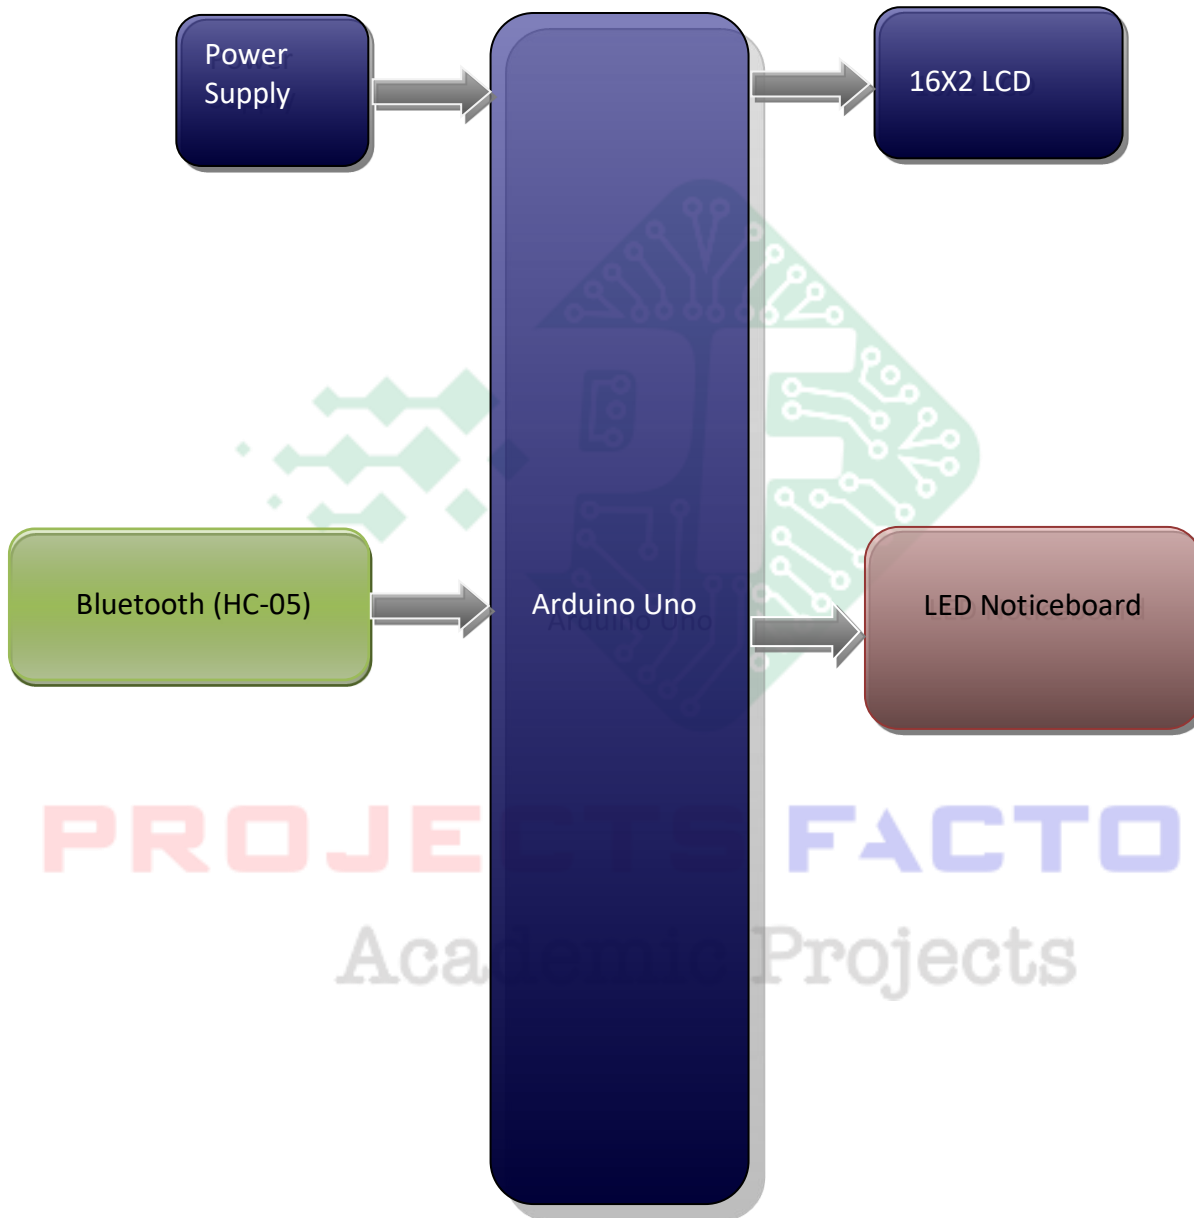 Power
Supply
16X2 LCD
Bluetooth (HC-05)
Arduino Uno
LED Noticeboard
PROJECTS FACTO
Academic Projects